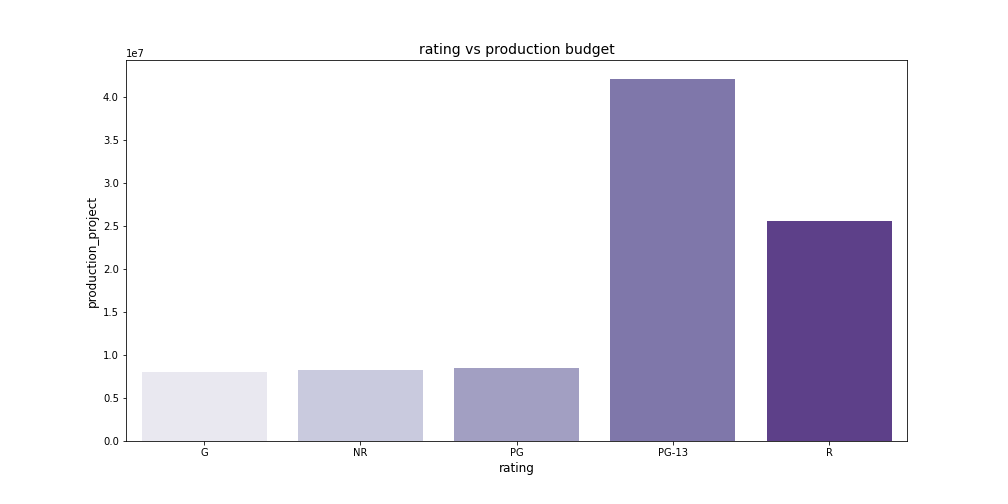 rating vs production budget
1e7
4.0
3.5
3.0
2.5
2.0
1.5
1.0
0.5
0.0
production_project
G NR PG PG-13 R
rating